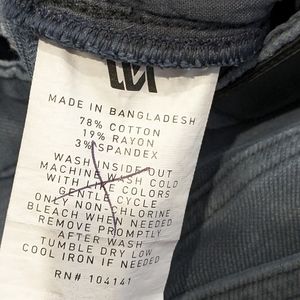 MADE IN BANGLADESH
78% COTTON
19% RAYON
3% SPANDEX
WASH INSIDE OUT
MACHINE WASH COLD
WITH LIKE COLORS
GENTLE CYCLE
ONLY NON-CHLORINE
BLEACH WHEN NEEDED
REMOVE PROMPTLY
AFTER WASH
TUMBLE DRY LOW
COOL IRON IF NEEDED
RN# 104141